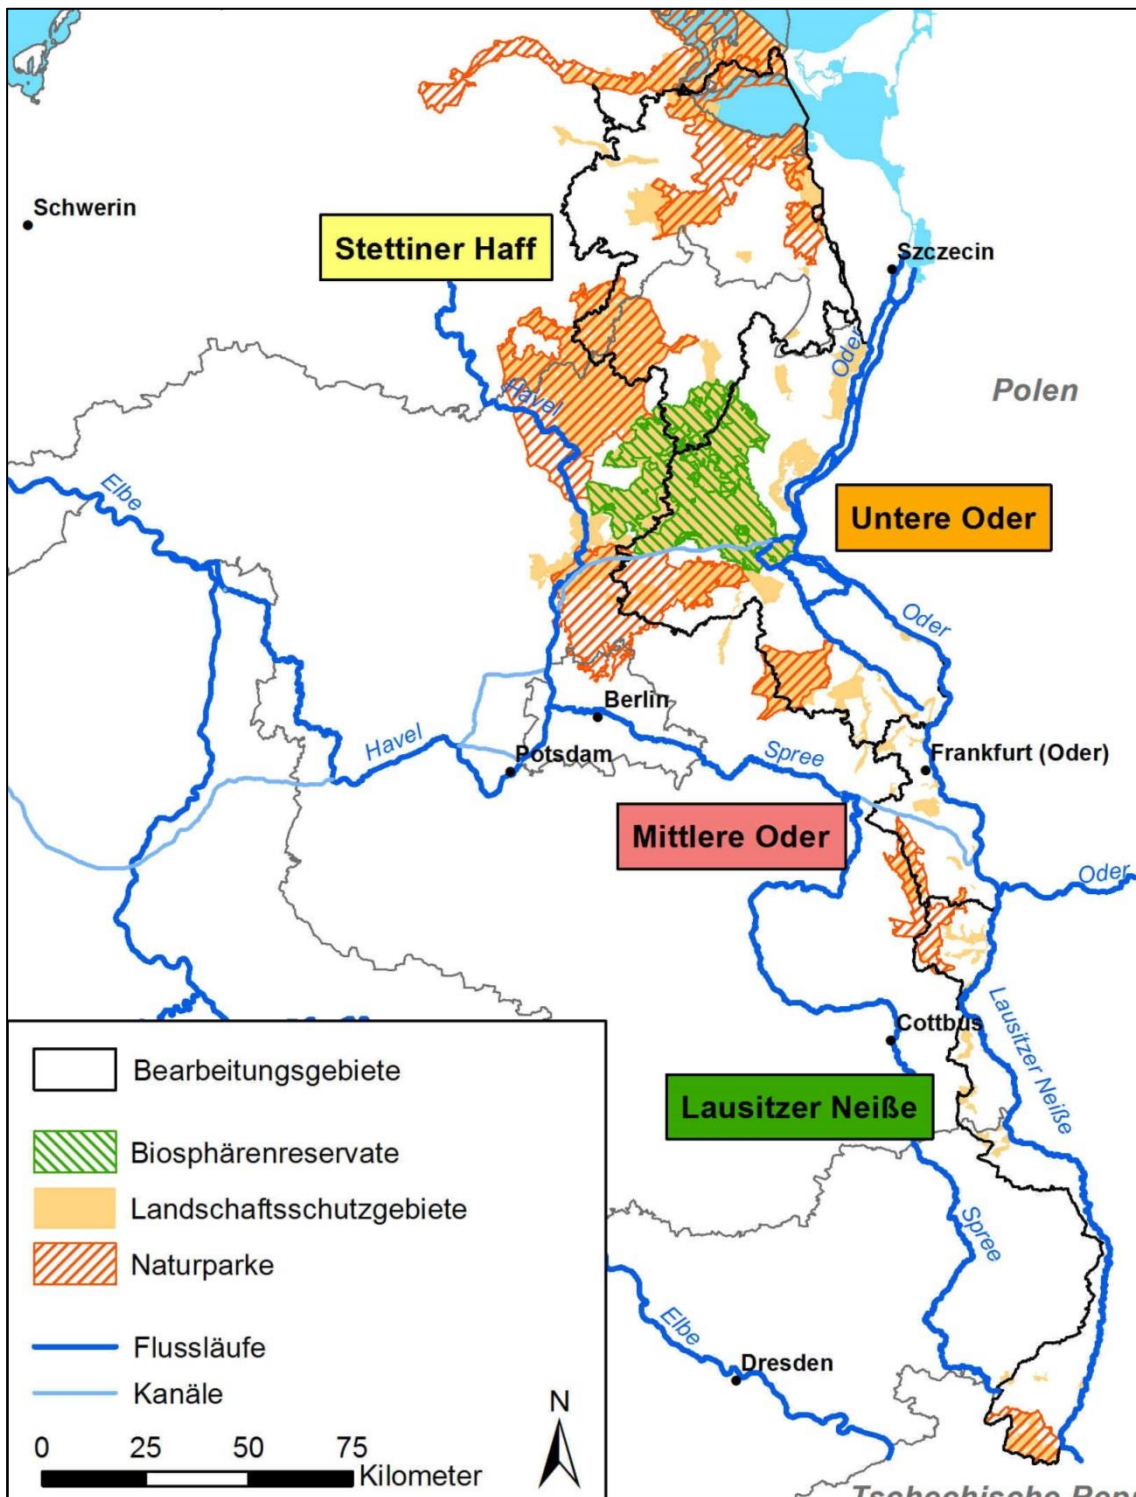 Schwerin
Stettiner Haff
Szczecin
Oder
Polen
Havel
Elbe
Untere Oder
Oder
Berlin
Havel
Potsdam
Spree
Frankfurt (Oder)
Mittlere Oder
Oder
Lausitzer Neiße
Cottbus
Lausitzer Neiße
Spree
Elbe
Dresden
Bearbeitungsgebiete
Biosphärenreservate
Landschaftsschutzgebiete
Naturparke
Flussläufe
Kanäle
N
0 25 50 75
Kilometer